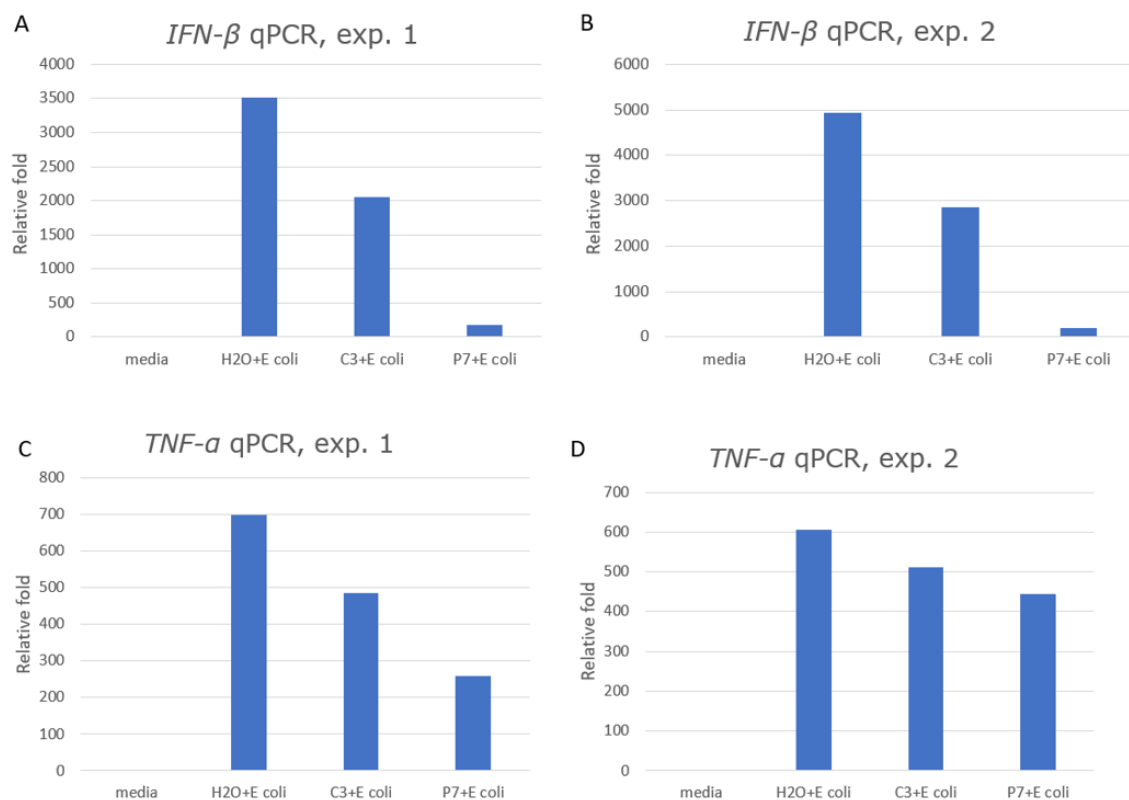 A
IFN-β qPCR, exp. 1
Relative fold
3500
3000
2500
2000
1500
1000
500
0
media
H2O+E coli
C3+E coli
P7+E coli
B
IFN-β qPCR, exp. 2
Relative fold
6000
5000
4000
3000
2000
1000
0
media
H2O+E coli
C3+E coli
P7+E coli
C
TNF-α qPCR, exp. 1
Relative fold
800
700
600
500
400
300
200
100
0
media
H2O+E coli
C3+E coli
P7+E coli
D
TNF-α qPCR, exp. 2
Relative fold
700
600
500
400
300
200
100
0
media
H2O+E coli
C3+E coli
P7+E coli